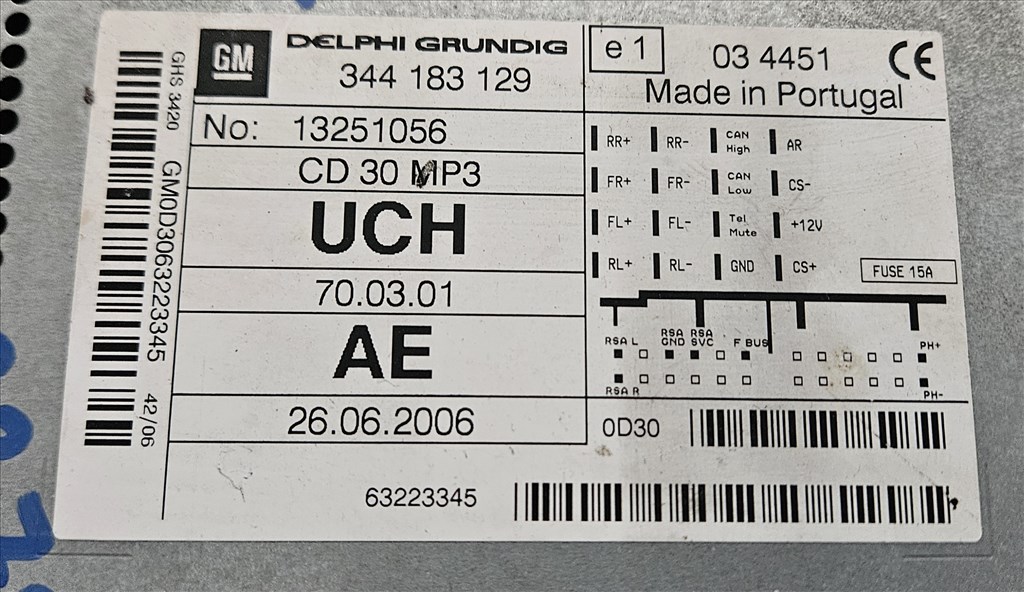 GM
DELPHI GRUNDIG
344 183 129
No: 13251056
CD 30 MP3
UCH
70.03.01
AE
26.06.2006
63223345
e1
03 4451
CE
Made in Portugal
RR+ RR- CAN High AR
FR+ FR- CAN Low CS-
FL+ FL- Tel Mute +12V
RL+ RL- GND CS+
FUSE 15A
RSA L RSA GND RSA SVC F BUS PH+
RSA R PH-
0D30
GHS 3420
GM0D3063223345
42/06